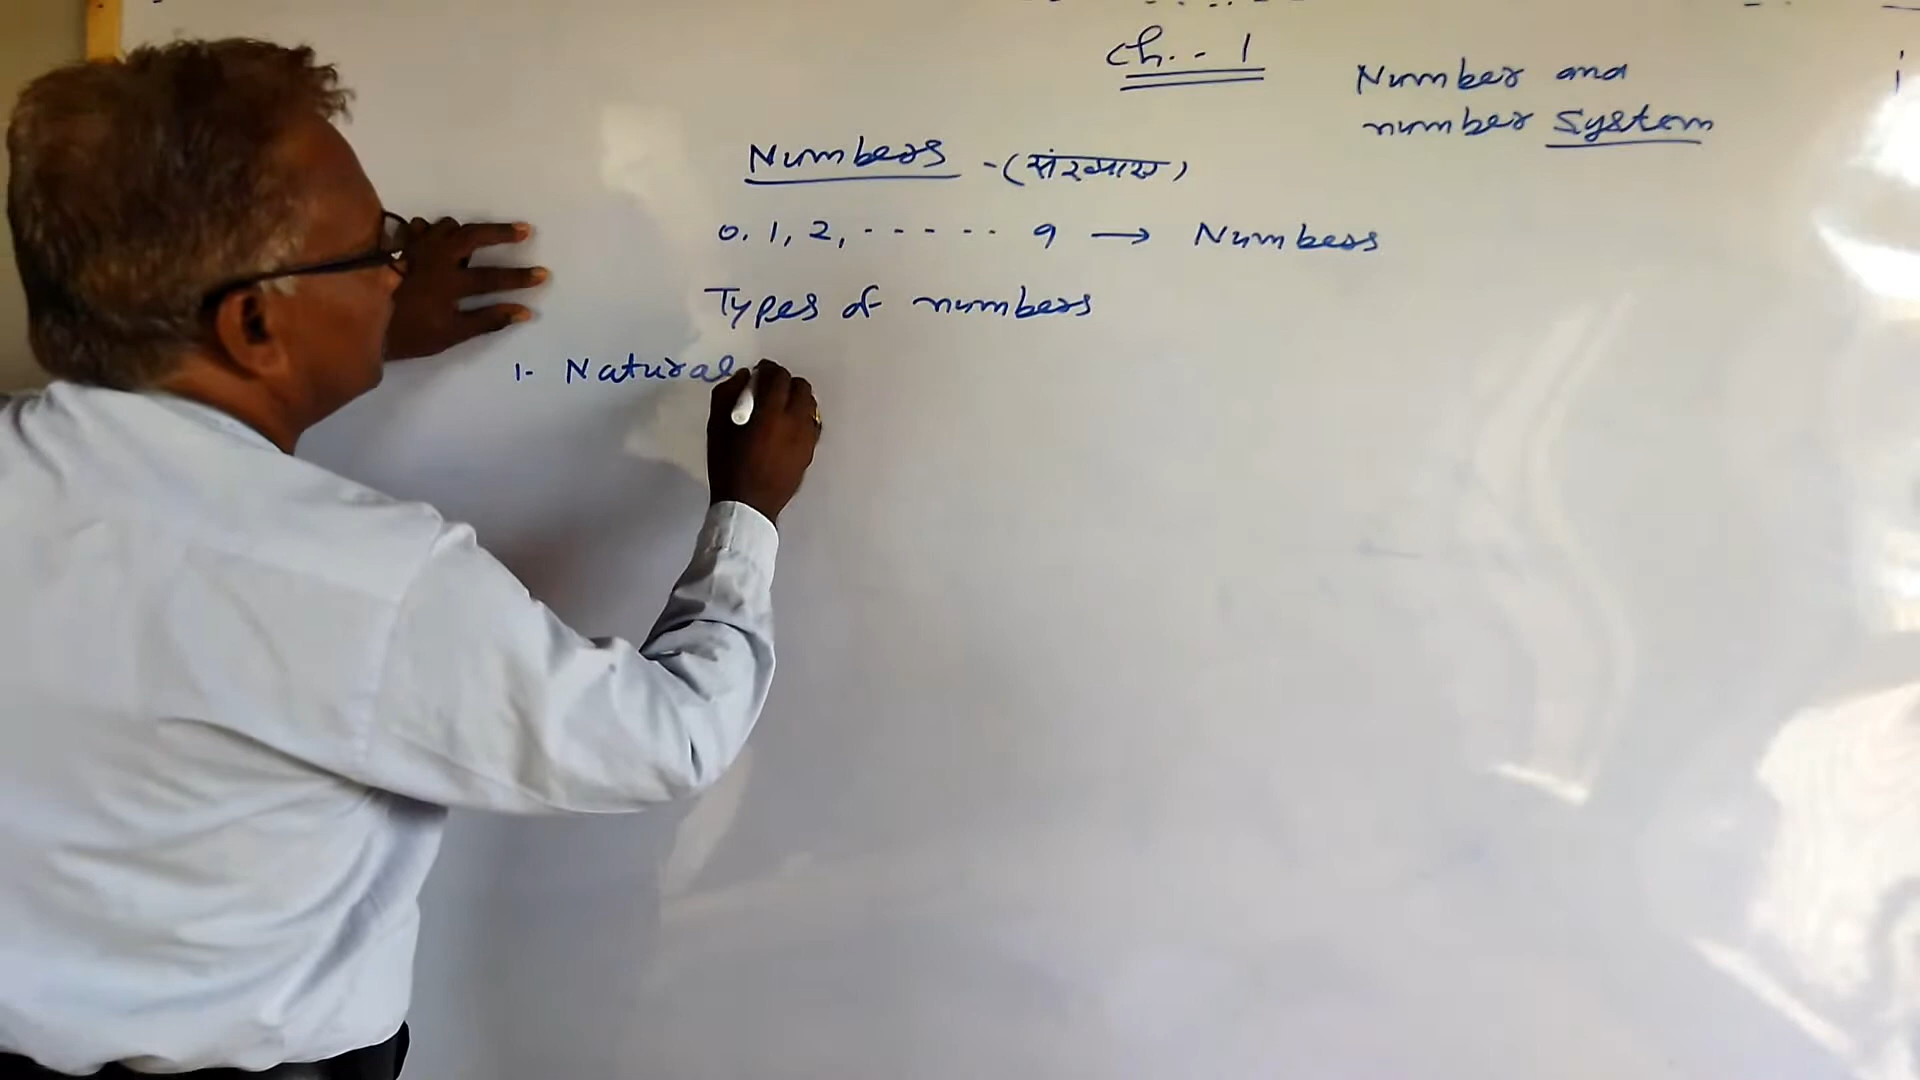 Ch. - 1
Number and
number System
Numbers - (संख्याए)
0, 1, 2, - - - - - - 9 → Numbers
Types of numbers
1- Natural